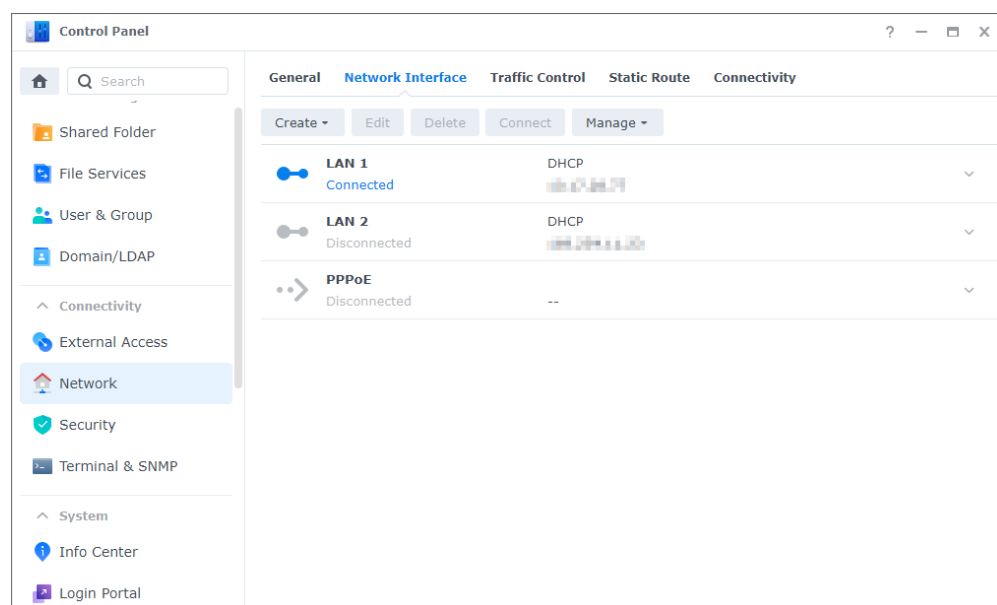 Control Panel
Search
Shared Folder
File Services
User & Group
Domain/LDAP
Connectivity
External Access
Network
Security
Terminal & SNMP
System
Info Center
Login Portal
General Network Interface Traffic Control Static Route Connectivity
Create Edit Delete Connect Manage
LAN 1 DHCP
Connected
LAN 2 DHCP
Disconnected
PPPoE
Disconnected --